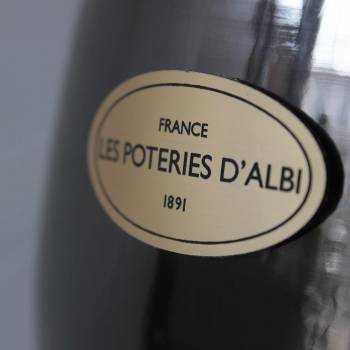 FRANCE
LES POTERIES D'ALBI
1891